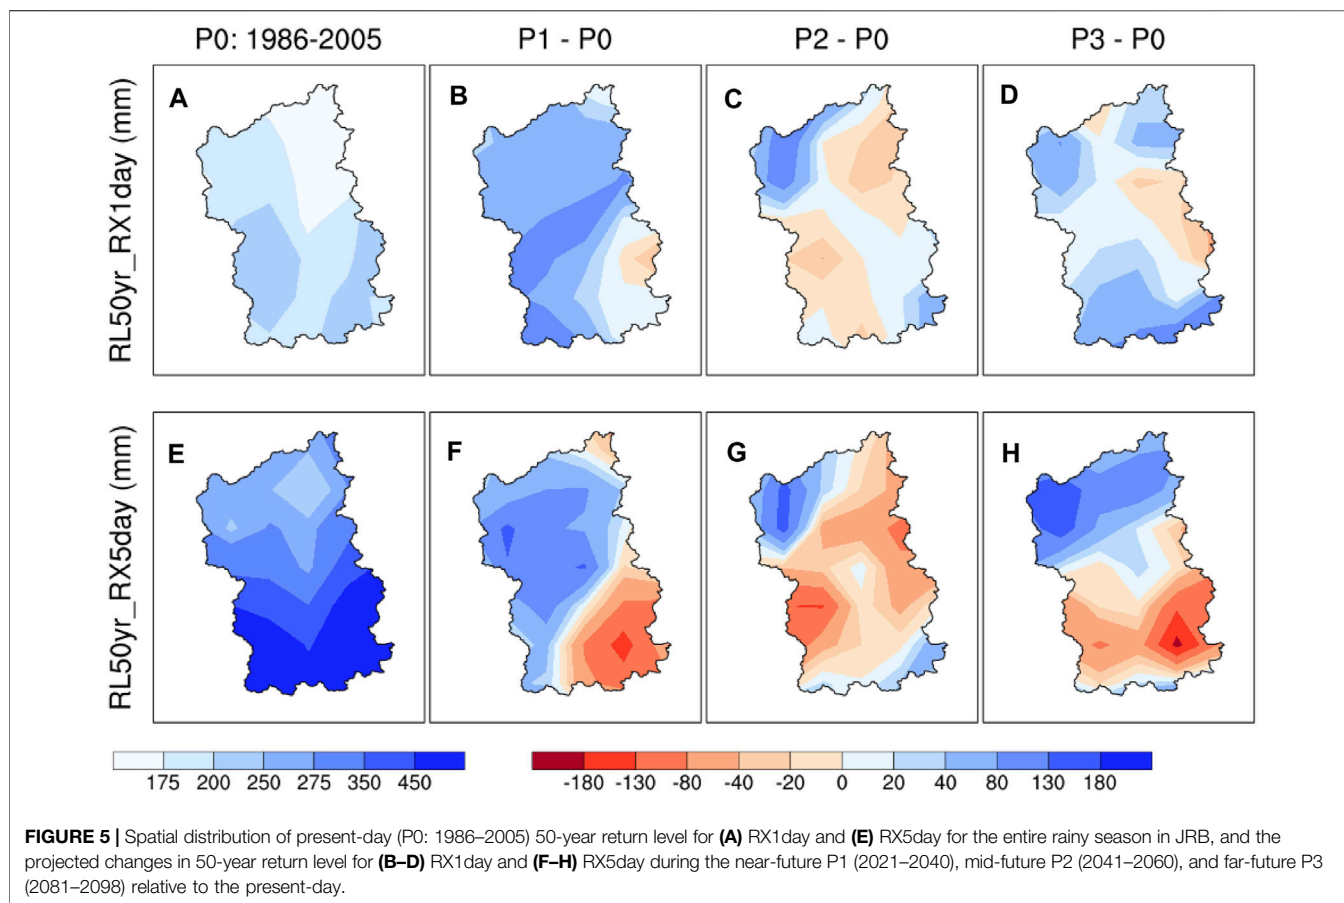 P0: 1986-2005 P1 - P0 P2 - P0 P3 - P0
RL50yr_RX1day (mm)
A B C D
RL50yr_RX5day (mm)
E F G H
175 200 250 275 350 450 -180 -130 -80 -40 -20 0 20 40 80 130 180
FIGURE 5 | Spatial distribution of present-day (P0: 1986–2005) 50-year return level for (A) RX1day and (E) RX5day for the entire rainy season in JRB, and the
projected changes in 50-year return level for (B–D) RX1day and (F–H) RX5day during the near-future P1 (2021–2040), mid-future P2 (2041–2060), and far-future P3
(2081–2098) relative to the present-day.